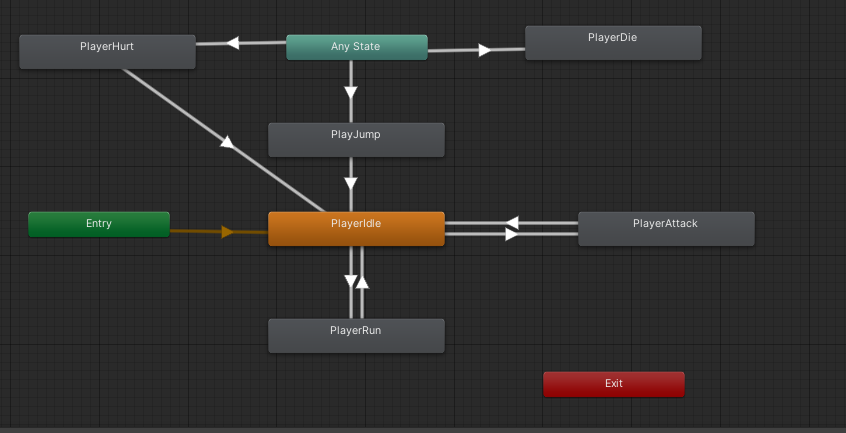 PlayerHurt
Any State
PlayerDie
PlayJump
Entry
PlayerIdle
PlayerAttack
PlayerRun
Exit